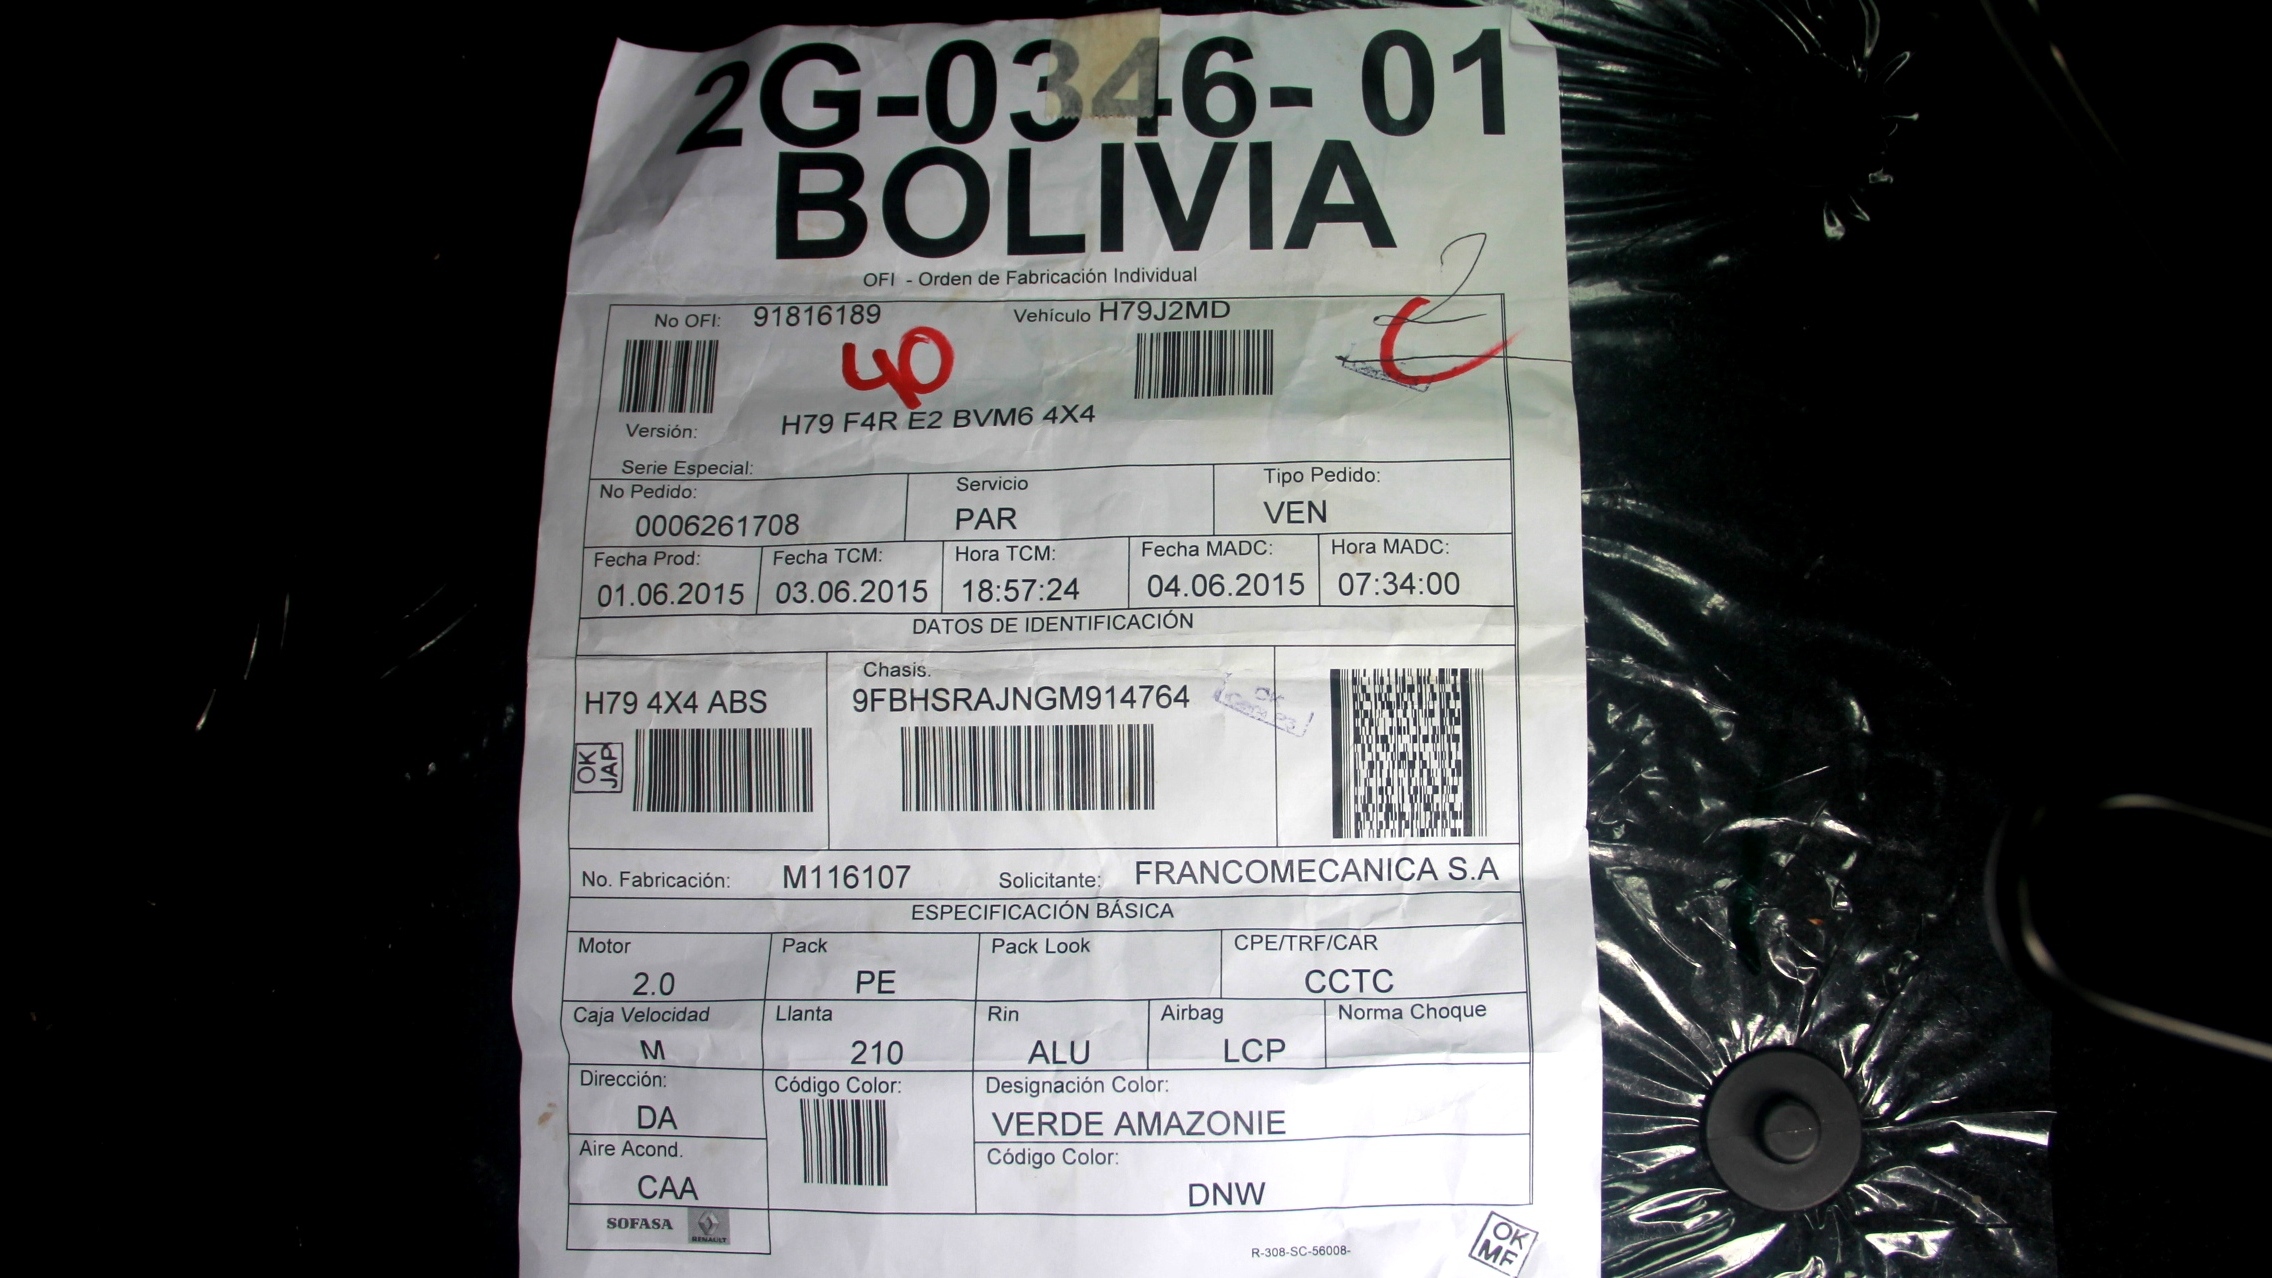 2G-0346-01
BOLIVIA
OFI - Orden de Fabricación Individual
No OFI: 91816189 Vehículo H79J2MD
2
40
C
Versión: H79 F4R E2 BVM6 4X4
Serie Especial:
No Pedido: Servicio Tipo Pedido:
0006261708 PAR VEN
Fecha Prod: Fecha TCM: Hora TCM: Fecha MADC: Hora MADC:
01.06.2015 03.06.2015 18:57:24 04.06.2015 07:34:00
DATOS DE IDENTIFICACIÓN
Chasis.
H79 4X4 ABS 9FBHSRAJNGM914764
OK
OK
JAP
No. Fabricación: M116107 Solicitante: FRANCOMECANICA S.A
ESPECIFICACIÓN BÁSICA
Motor Pack Pack Look CPE/TRF/CAR
2.0 PE CCTC
Caja Velocidad Llanta Rin Airbag Norma Choque
M 210 ALU LCP
Dirección: Código Color: Designación Color:
DA VERDE AMAZONIE
Aire Acond. Código Color:
CAA DNW
SOFASA RENAULT
R-308-SC-56008-
OK
MF